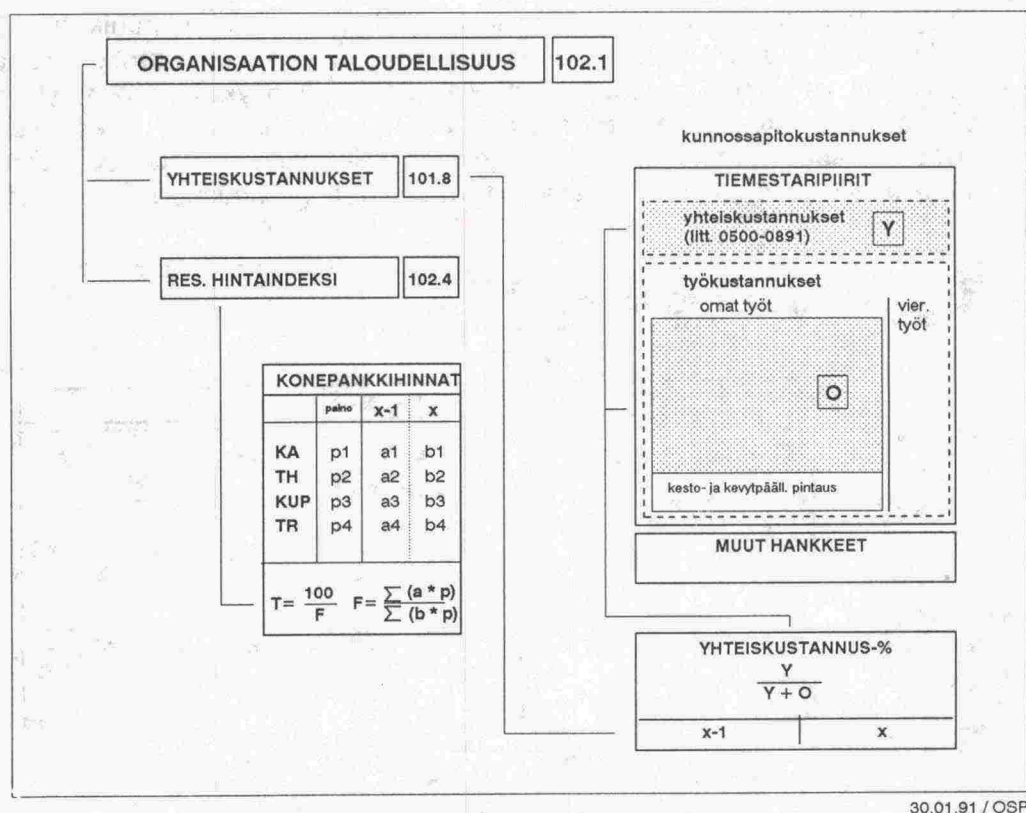 ORGANISAATION TALOUDELLISUUS 102.1
YHTEISKUSTANNUKSET 101.8
RES. HINTAINDEKSI 102.4
KONEPANKKIHINNAT
paino x-1 x
KA p1 a1 b1
TH p2 a2 b2
KUP p3 a3 b3
TR p4 a4 b4
T= 100 / F F= ∑ (a * p) / ∑ (b * p)
kunnossapitokustannukset
TIEMESTARIPIIRIT
yhteiskustannukset
(litt. 0500-0891) Y
työkustannukset
omat työt
vier.
työt
O
kesto- ja kevytpääll. pintaus
MUUT HANKKEET
YHTEISKUSTANNUS-%
Y
Y + O
x-1 x
30.01.91 / OSP